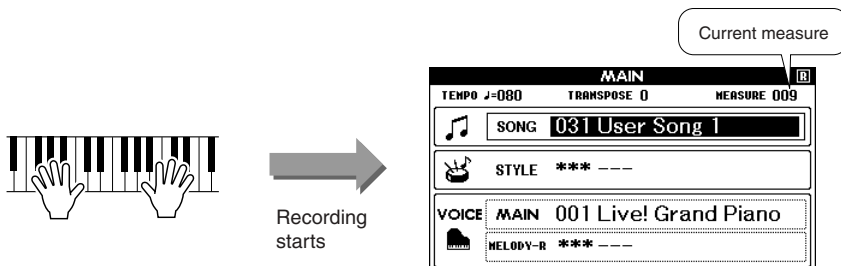 Current measure
MAIN R
TEMPO ♩=080 TRANSPOSE 0 MEASURE 009
SONG 031 User Song 1
STYLE *** ---
VOICE MAIN 001 Live! Grand Piano
MELODY-R *** ---
Recording
starts